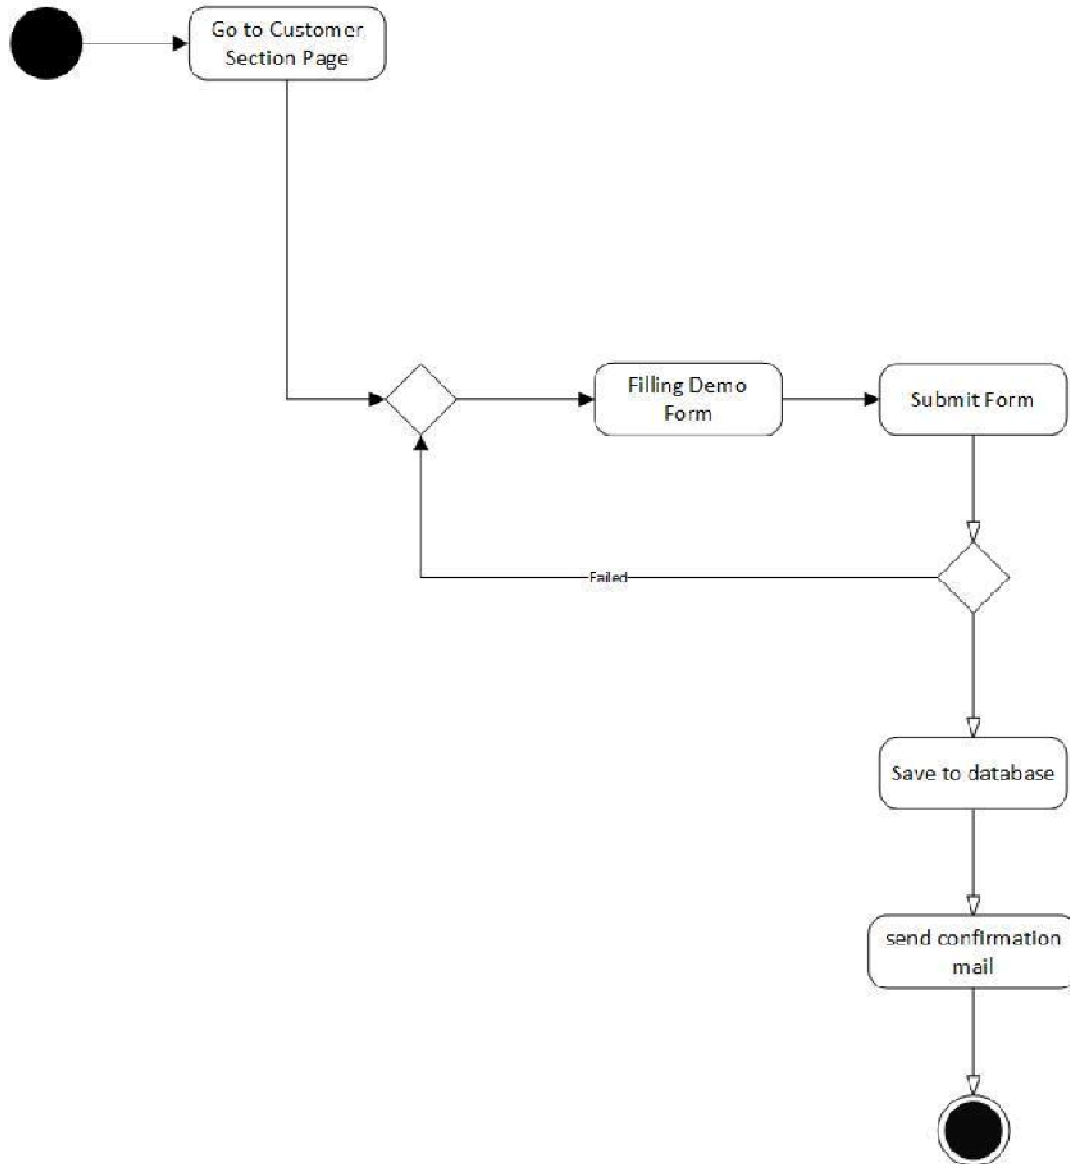 Go to Customer
Section Page
Filling Demo
Form
Submit Form
Failed
Save to database
send confirmation
mail